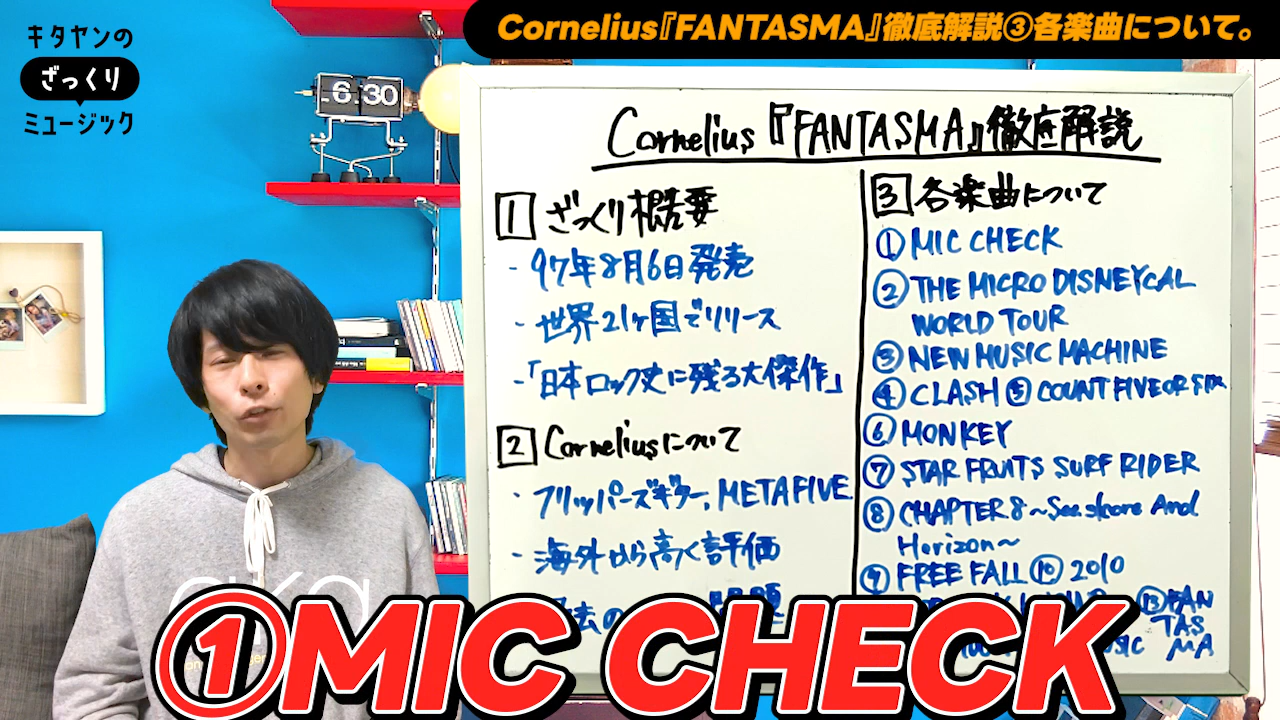 キタヤンの
ざっくり
ミュージック
Cornelius『FANTASMA』徹底解説③各楽曲について。
6 30
Cornelius『FANTASMA』徹底解説
1 ざっくり概要
・97年8月6日発売
・世界21ヶ国でリリース
・「日本ロック史に残る大傑作」
2 Corneliusについて
・フリッパーズギター, METAFIVE
・海外から高く評価
3 各楽曲について
① MIC CHECK
② THE MICRO DISNEYCAL
WORLD TOUR
③ NEW MUSIC MACHINE
④ CLASH ⑤ COUNT FIVE OR SIX
⑥ MONKEY
⑦ STAR FRUITS SURF RIDER
⑧ CHAPTER 8 ~Seashore And
Horizon~
⑨ FREE FALL ⑩ 2010
⑬FAN
TAS
MA
①MIC CHECK